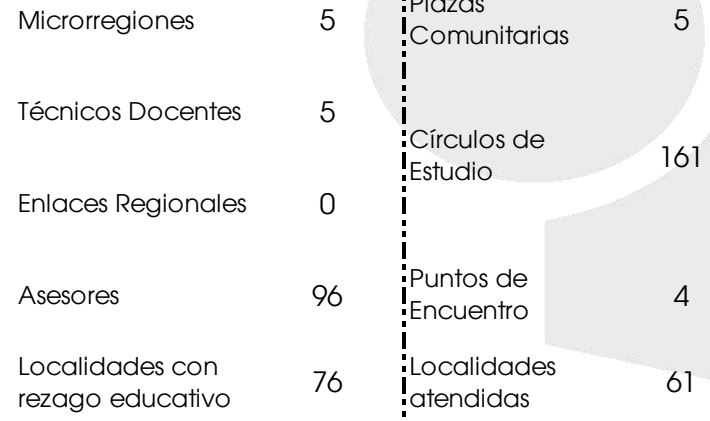 Microrregiones 5
Técnicos Docentes 5
Enlaces Regionales 0
Asesores 96
Localidades con
rezago educativo 76
Plazas
Comunitarias 5
Círculos de
Estudio 161
Puntos de
Encuentro 4
Localidades
atendidas 61